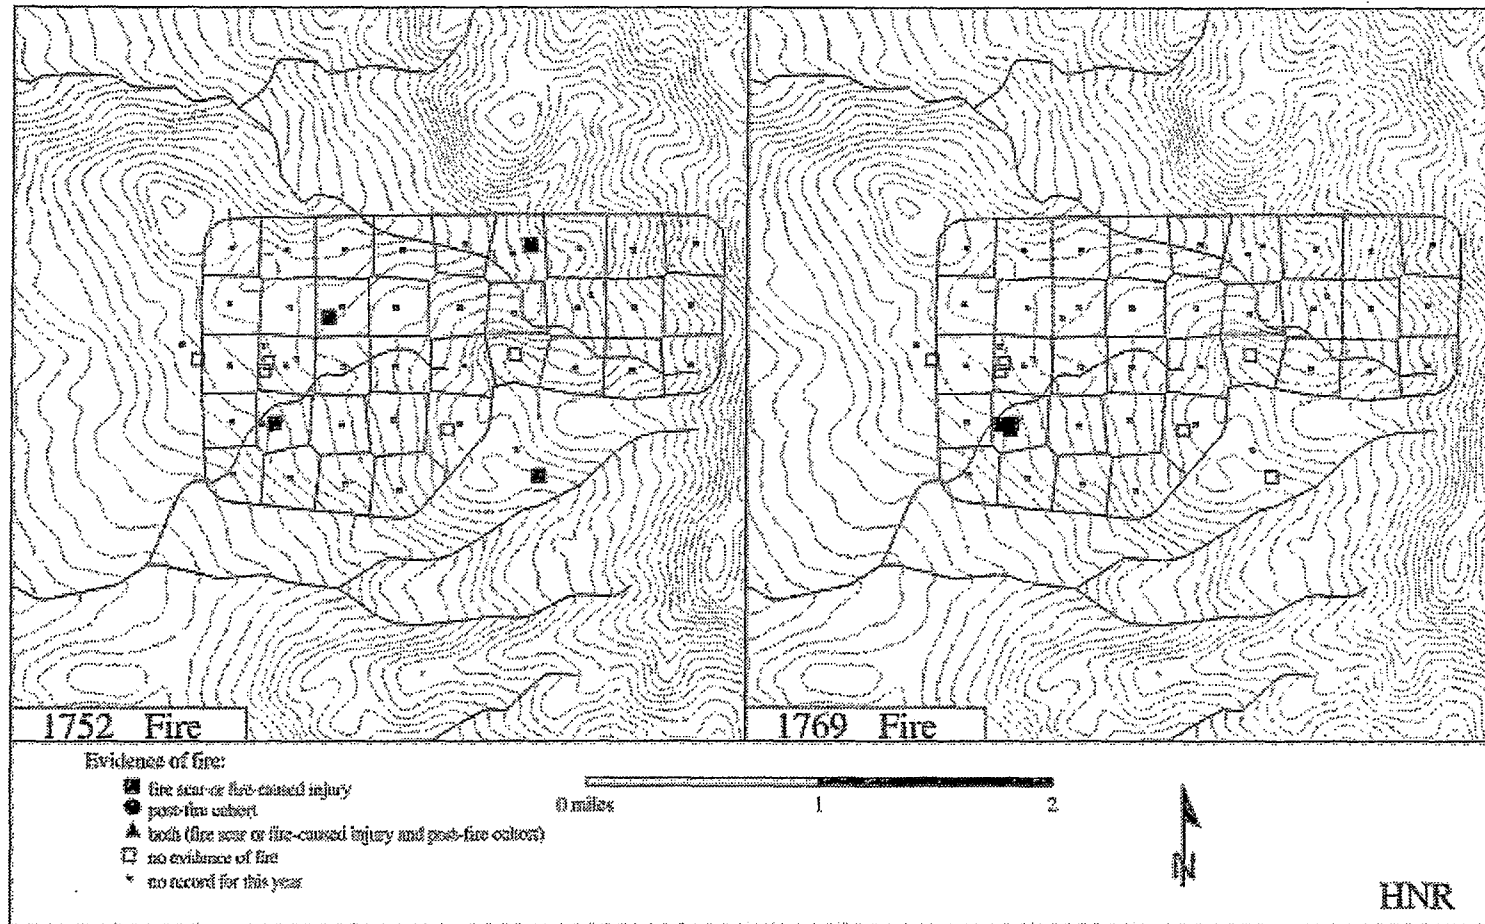 1752 Fire
1769 Fire
Evidence of fire:
fire scar or fire-caused injury
post-fire cohort
both (fire scar or fire-caused injury and post-fire cohort)
no evidence of fire
no record for this year
0 miles
1
2
N
HNR